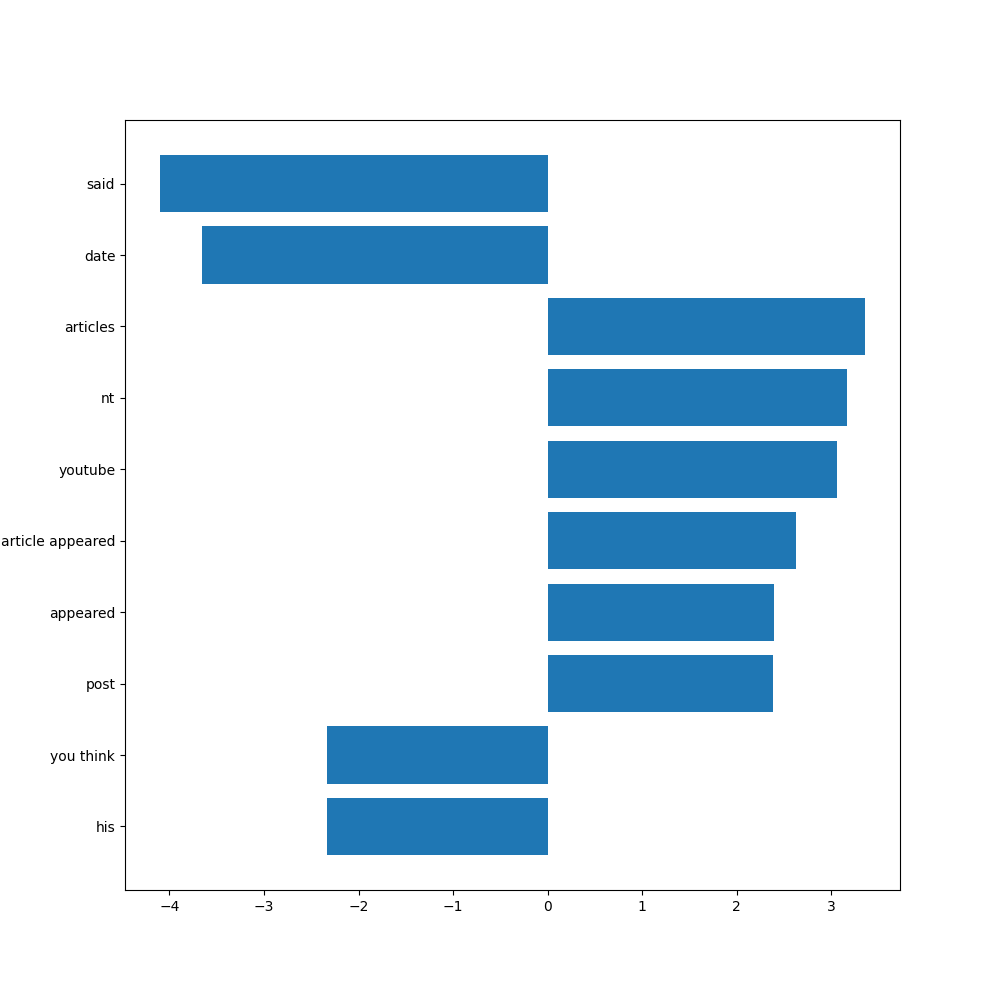 said
date
articles
nt
youtube
article appeared
appeared
post
you think
his
−4 −3 −2 −1 0 1 2 3